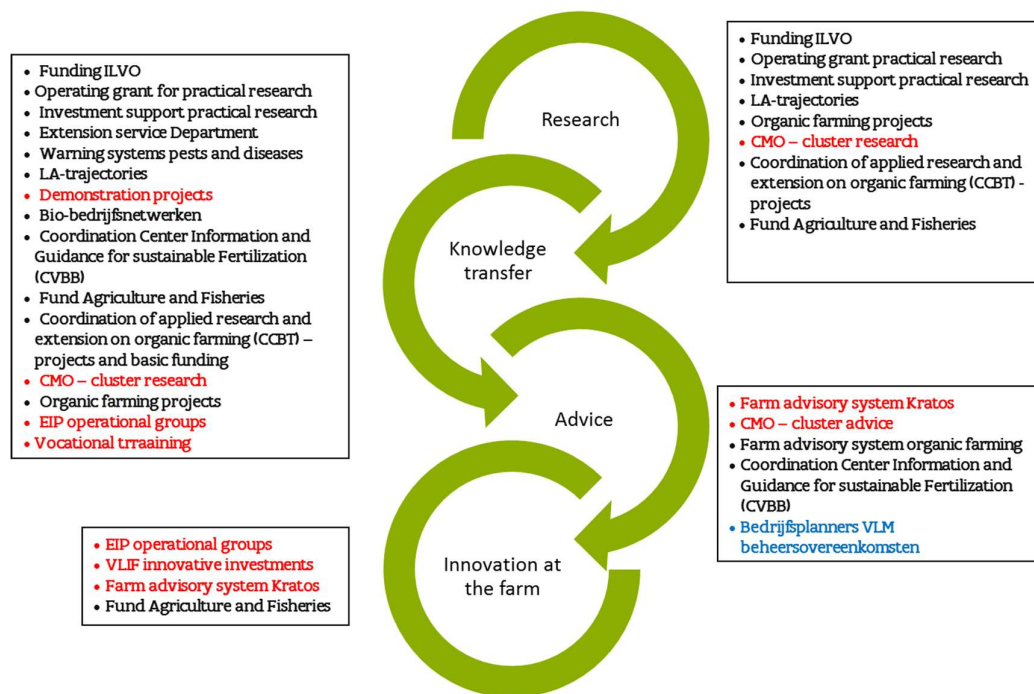 • Funding ILVO
• Operating grant for practical research
• Investment support practical research
• Extension service Department
• Warning systems pests and diseases
• LA-trajectories
• Demonstration projects
• Bio-bedrijfsnetwerken
• Coordination Center Information and
Guidance for sustainable Fertilization
(CVBB)
• Fund Agriculture and Fisheries
• Coordination of applied research and
extension on organic farming (CCBT) –
projects and basic funding
• CMO – cluster research
• Organic farming projects
• EIP operational groups
• Vocational trraaining
Research
• Funding ILVO
• Operating grant practical research
• Investment support practical research
• LA-trajectories
• Organic farming projects
• CMO – cluster research
• Coordination of applied research and
extension on organic farming (CCBT) -
projects
• Fund Agriculture and Fisheries
Knowledge
transfer
Advice
• Farm advisory system Kratos
• CMO – cluster advice
• Farm advisory system organic farming
• Coordination Center Information and
Guidance for sustainable Fertilization
(CVBB)
• Bedrijfsplanners VLM
beheersovereenkomsten
• EIP operational groups
• VLIF innovative investments
• Farm advisory system Kratos
• Fund Agriculture and Fisheries
Innovation at
the farm